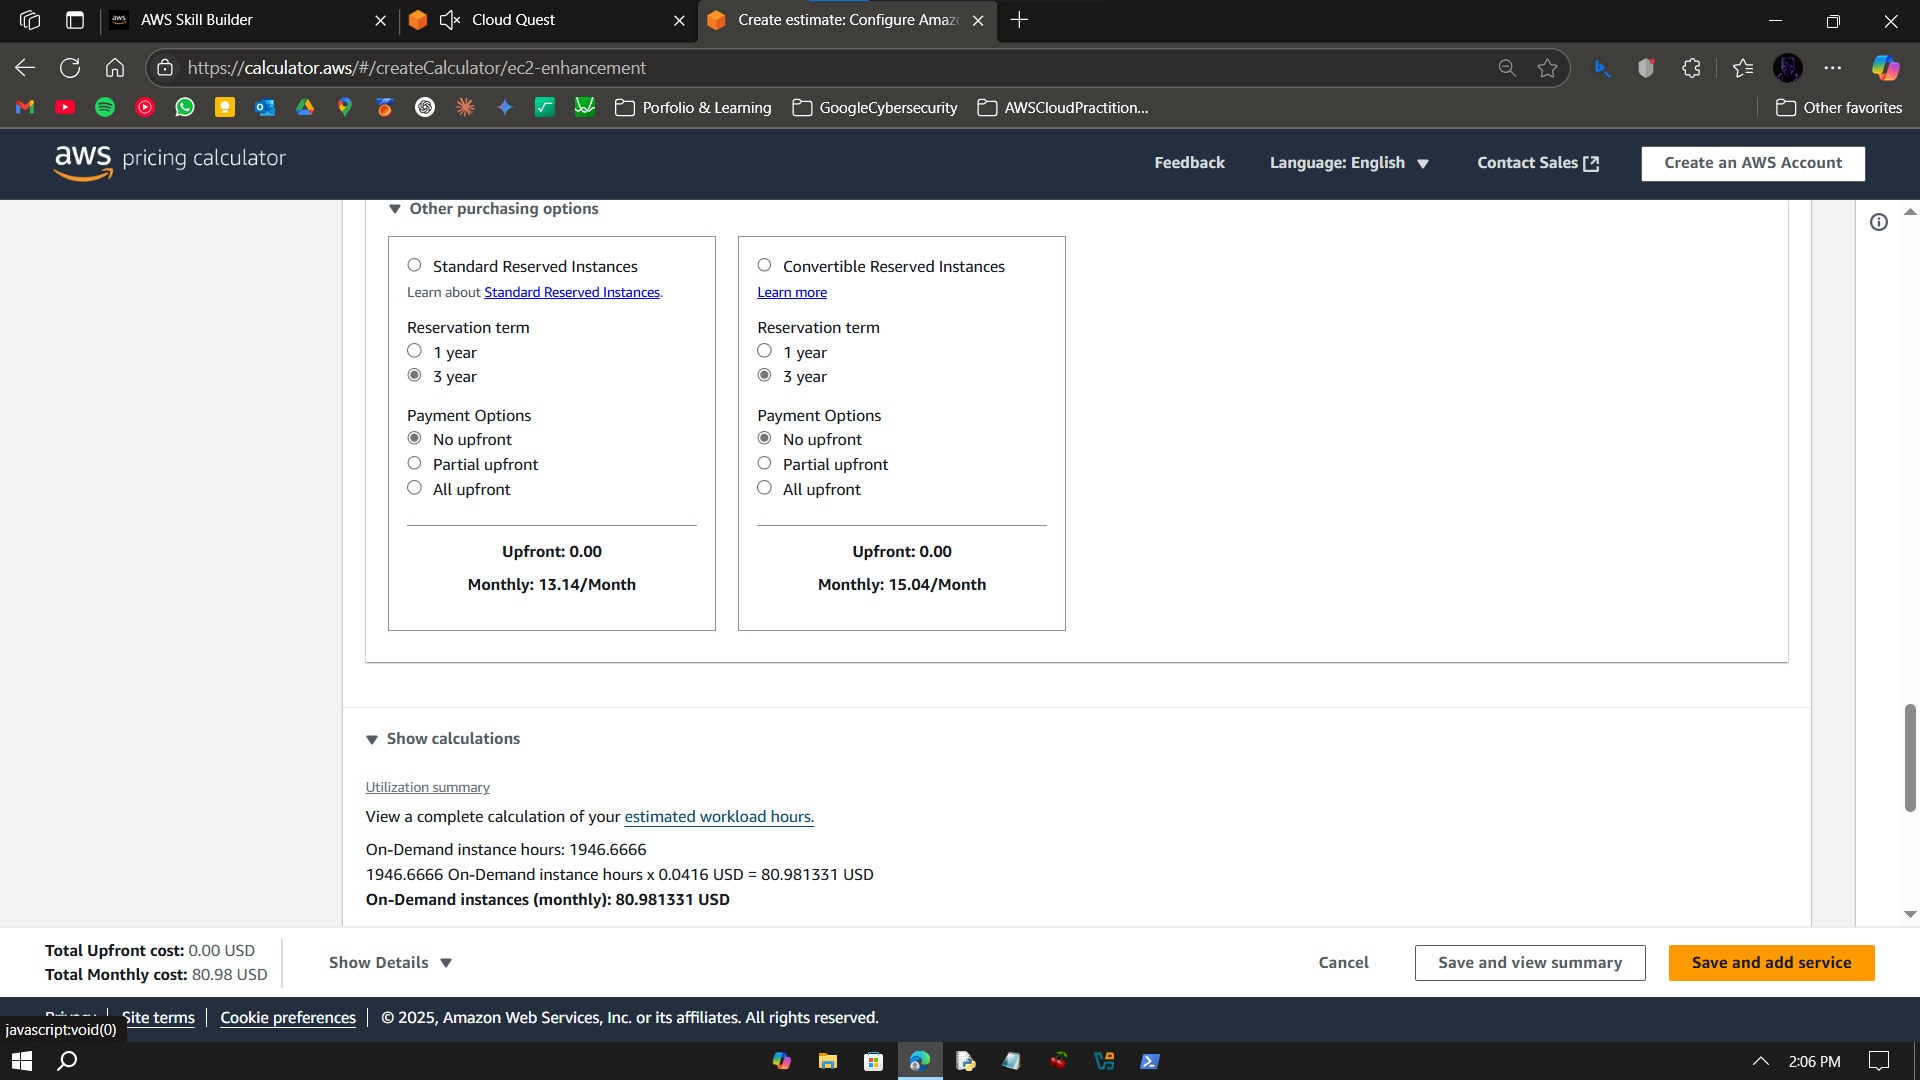 AWS Skill Builder
Cloud Quest
Create estimate: Configure Amaz
https://calculator.aws/#/createCalculator/ec2-enhancement
Porfolio & Learning
GoogleCybersecurity
AWSCloudPractition...
Other favorites
aws pricing calculator
Feedback
Language: English
Contact Sales
Create an AWS Account
Other purchasing options
Standard Reserved Instances
Learn about Standard Reserved Instances.
Reservation term
1 year
3 year
Payment Options
No upfront
Partial upfront
All upfront
Upfront: 0.00
Monthly: 13.14/Month
Convertible Reserved Instances
Learn more
Reservation term
1 year
3 year
Payment Options
No upfront
Partial upfront
All upfront
Upfront: 0.00
Monthly: 15.04/Month
Show calculations
Utilization summary
View a complete calculation of your estimated workload hours.
On-Demand instance hours: 1946.6666
1946.6666 On-Demand instance hours x 0.0416 USD = 80.981331 USD
On-Demand instances (monthly): 80.981331 USD
Total Upfront cost: 0.00 USD
Total Monthly cost: 80.98 USD
Show Details
Cancel
Save and view summary
Save and add service
Privacy
Site terms
Cookie preferences
© 2025, Amazon Web Services, Inc. or its affiliates. All rights reserved.
javascript:void(0)
2:06 PM